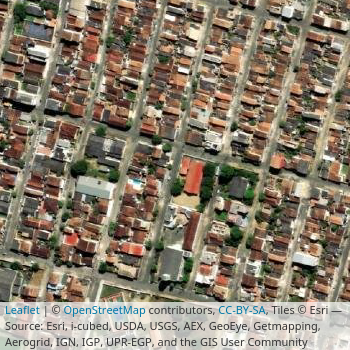 Leaflet | © OpenStreetMap contributors, CC-BY-SA, Tiles © Esri —
Source: Esri, i-cubed, USDA, USGS, AEX, GeoEye, Getmapping,
Aerogrid, IGN, IGP, UPR-EGP, and the GIS User Community